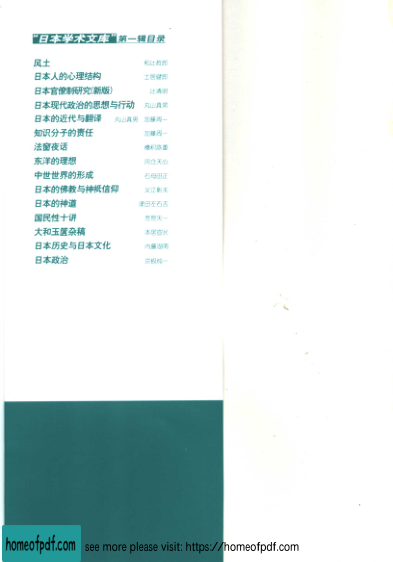 "日本学术文库"第一辑目录
风土 和辻哲郎
日本人的心理结构 土居健郎
日本官僚制研究(新版) 辻清明
日本现代政治的思想与行动 丸山真男
日本的近代与翻译 丸山真男 加藤周一
知识分子的责任 加藤周一
法窗夜话 穗积陈重
东洋的理想 冈仓天心
中世世界的形成 石母田正
日本的佛教与神祇信仰 义江彰夫
日本的神道 津田左右吉
国民性十讲 芳贺矢一
大和玉匮杂稿 本居宣长
日本历史与日本文化 内藤湖南
日本政治 京极纯一
homeofpdf.com see more please visit: https://homeofpdf.com